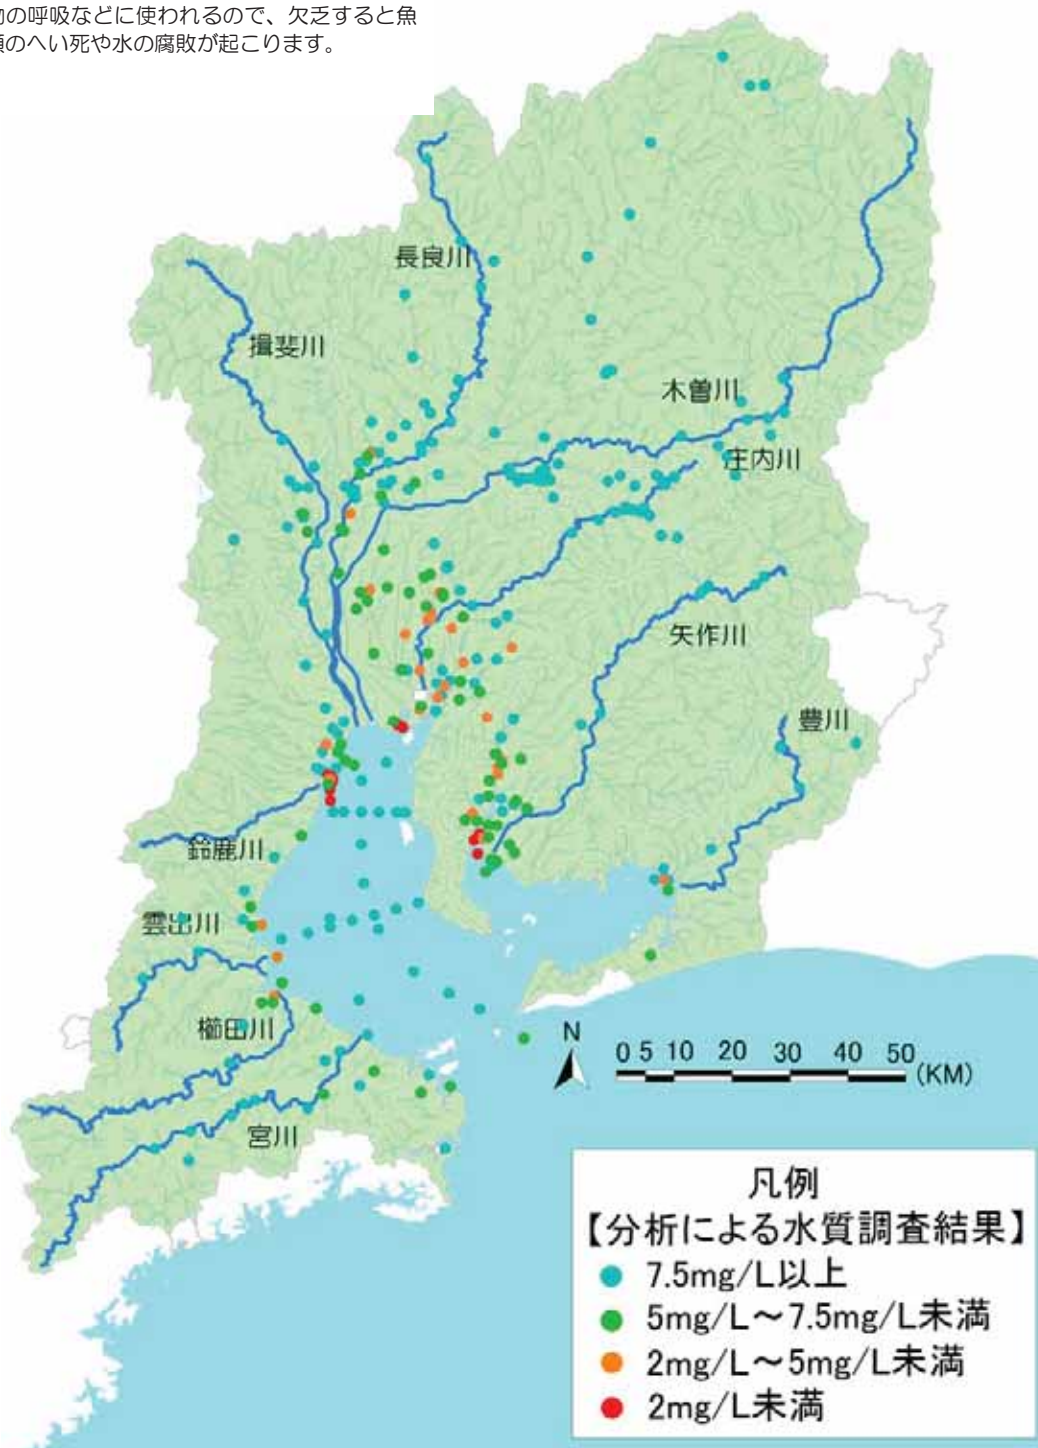 の呼吸などに使われるので、欠乏すると魚
のへい死や水の腐敗が起こります。
長良川
揖斐川
木曽川
庄内川
矢作川
豊川
鈴鹿川
雲出川
櫛田川
宮川
N
0 5 10 20 30 40 50
(KM)
凡例
【分析による水質調査結果】
7.5mg/L以上
5mg/L～7.5mg/L未満
2mg/L～5mg/L未満
2mg/L未満